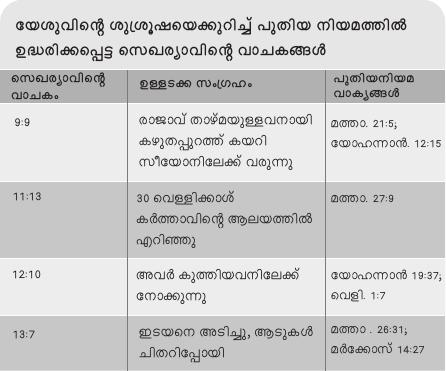 യേശുവിന്റെ ശുശ്രൂഷയെക്കുറിച്ച് പുതിയ നിയമത്തിൽ
ഉദ്ധരിക്കപ്പെട്ട സെഖര്യാവിന്റെ വാചകങ്ങൾ
സെഖര്യാവിന്റെ
വാചകം
ഉള്ളടക്ക സംഗ്രഹം
പുതിയനിയമ
വാക്യങ്ങൾ
9:9
രാജാവ് താഴ്മയുള്ളവനായി
കഴുതപ്പുറത്ത് കയറി
സീയോനിലേക്ക് വരുന്നു
മത്താ. 21:5;
യോഹന്നാൻ. 12:15
11:13
30 വെള്ളിക്കാശ്
കർത്താവിന്റെ ആലയത്തിൽ
എറിഞ്ഞു
മത്താ. 27:9
12:10
അവർ കുത്തിയവനിലേക്ക്
നോക്കുന്നു
യോഹന്നാൻ 19:37;
വെളി. 1:7
13:7
ഇടയനെ അടിച്ചു, ആടുകൾ
ചിതറിപ്പോയി
മത്താ . 26:31;
മർക്കോസ് 14:27